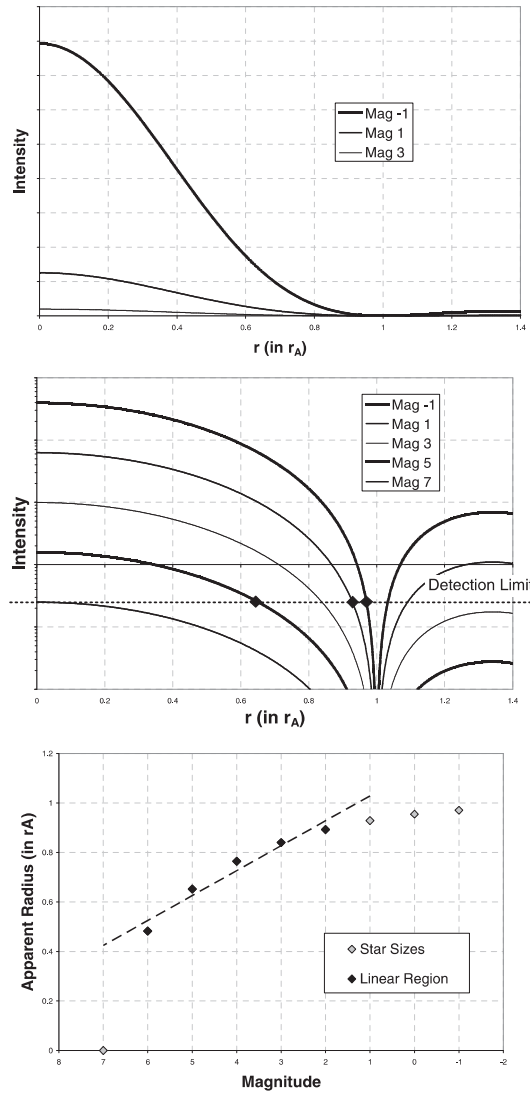 Intensity
Mag -1
Mag 1
Mag 3
0
0.2
0.4
0.6
0.8
1
1.2
1.4
r (in rA)
Intensity
Mag -1
Mag 1
Mag 3
Mag 5
Mag 7
Detection Limit
0
0.2
0.4
0.6
0.8
1
1.2
1.4
r (in rA)
Apparent Radius (in rA)
1.2
1
0.8
0.6
0.4
0.2
0
Star Sizes
Linear Region
8
7
6
5
4
3
2
1
0
-1
-2
Magnitude